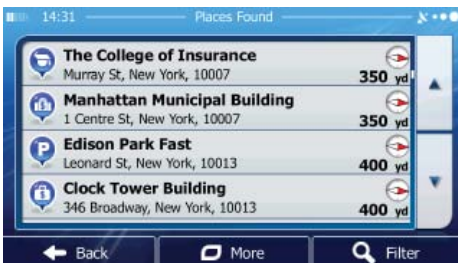 14:31 Places Found
The College of Insurance
Murray St, New York, 10007 350 yd
Manhattan Municipal Building
1 Centre St, New York, 10007 350 yd
Edison Park Fast
Leonard St, New York, 10013 400 yd
Clock Tower Building
346 Broadway, New York, 10013 400 yd
Back More Filter